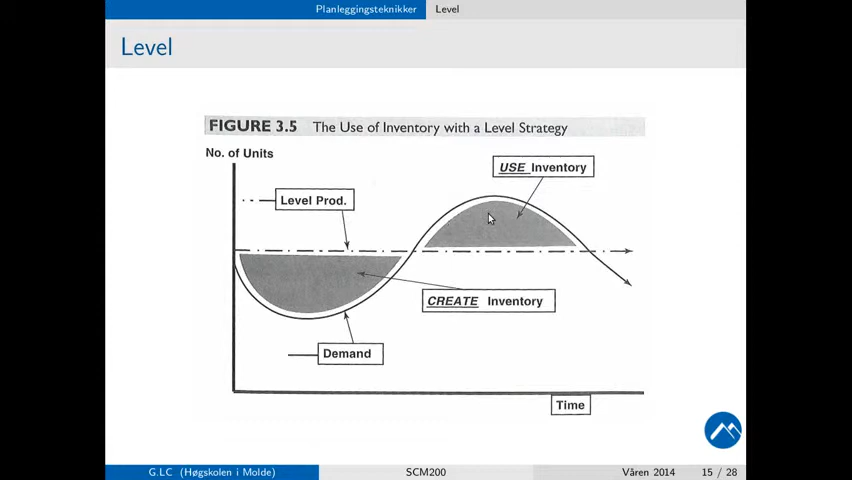 Planleggingsteknikker Level
Level
FIGURE 3.5 The Use of Inventory with a Level Strategy
No. of Units
USE Inventory
Level Prod.
CREATE Inventory
Demand
Time
G.LC (Høgskolen i Molde) SCM200 Våren 2014 15 / 28